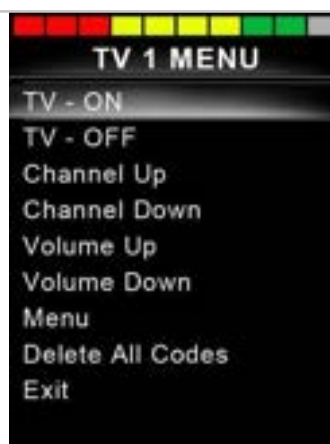 TV 1 MENU
TV - ON
TV - OFF
Channel Up
Channel Down
Volume Up
Volume Down
Menu
Delete All Codes
Exit